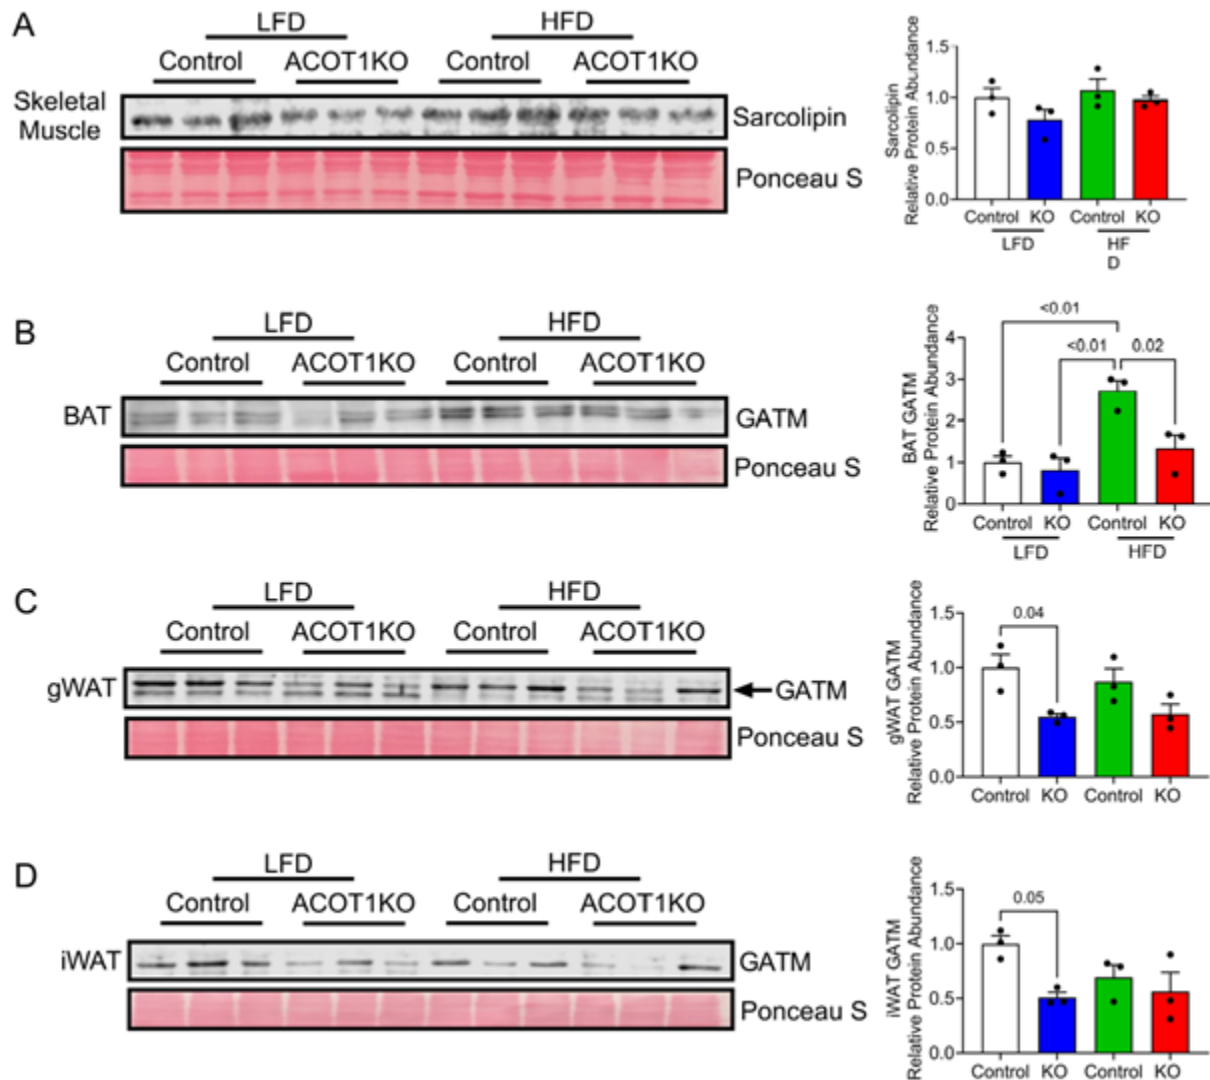 A
LFD
HFD
Control
ACOT1KO
Control
ACOT1KO
Skeletal
Muscle
Sarcolipin
Ponceau S
Sarcolipin
Relative Protein Abundance
1.5
1.0
0.5
0.0
Control
KO
Control
KO
LFD
HF
D
B
LFD
HFD
Control
ACOT1KO
Control
ACOT1KO
BAT
GATM
Ponceau S
BAT GATM
Relative Protein Abundance
<0.01
<0.01
0.02
4
3
2
1
0
Control
KO
Control
KO
LFD
HFD
C
LFD
HFD
Control
ACOT1KO
Control
ACOT1KO
gWAT
GATM
Ponceau S
gWAT GATM
Relative Protein Abundance
0.04
1.5
1.0
0.5
0.0
Control
KO
Control
KO
D
LFD
HFD
Control
ACOT1KO
Control
ACOT1KO
iWAT
GATM
Ponceau S
iWAT GATM
Relative Protein Abundance
0.05
1.5
1.0
0.5
0.0
Control
KO
Control
KO